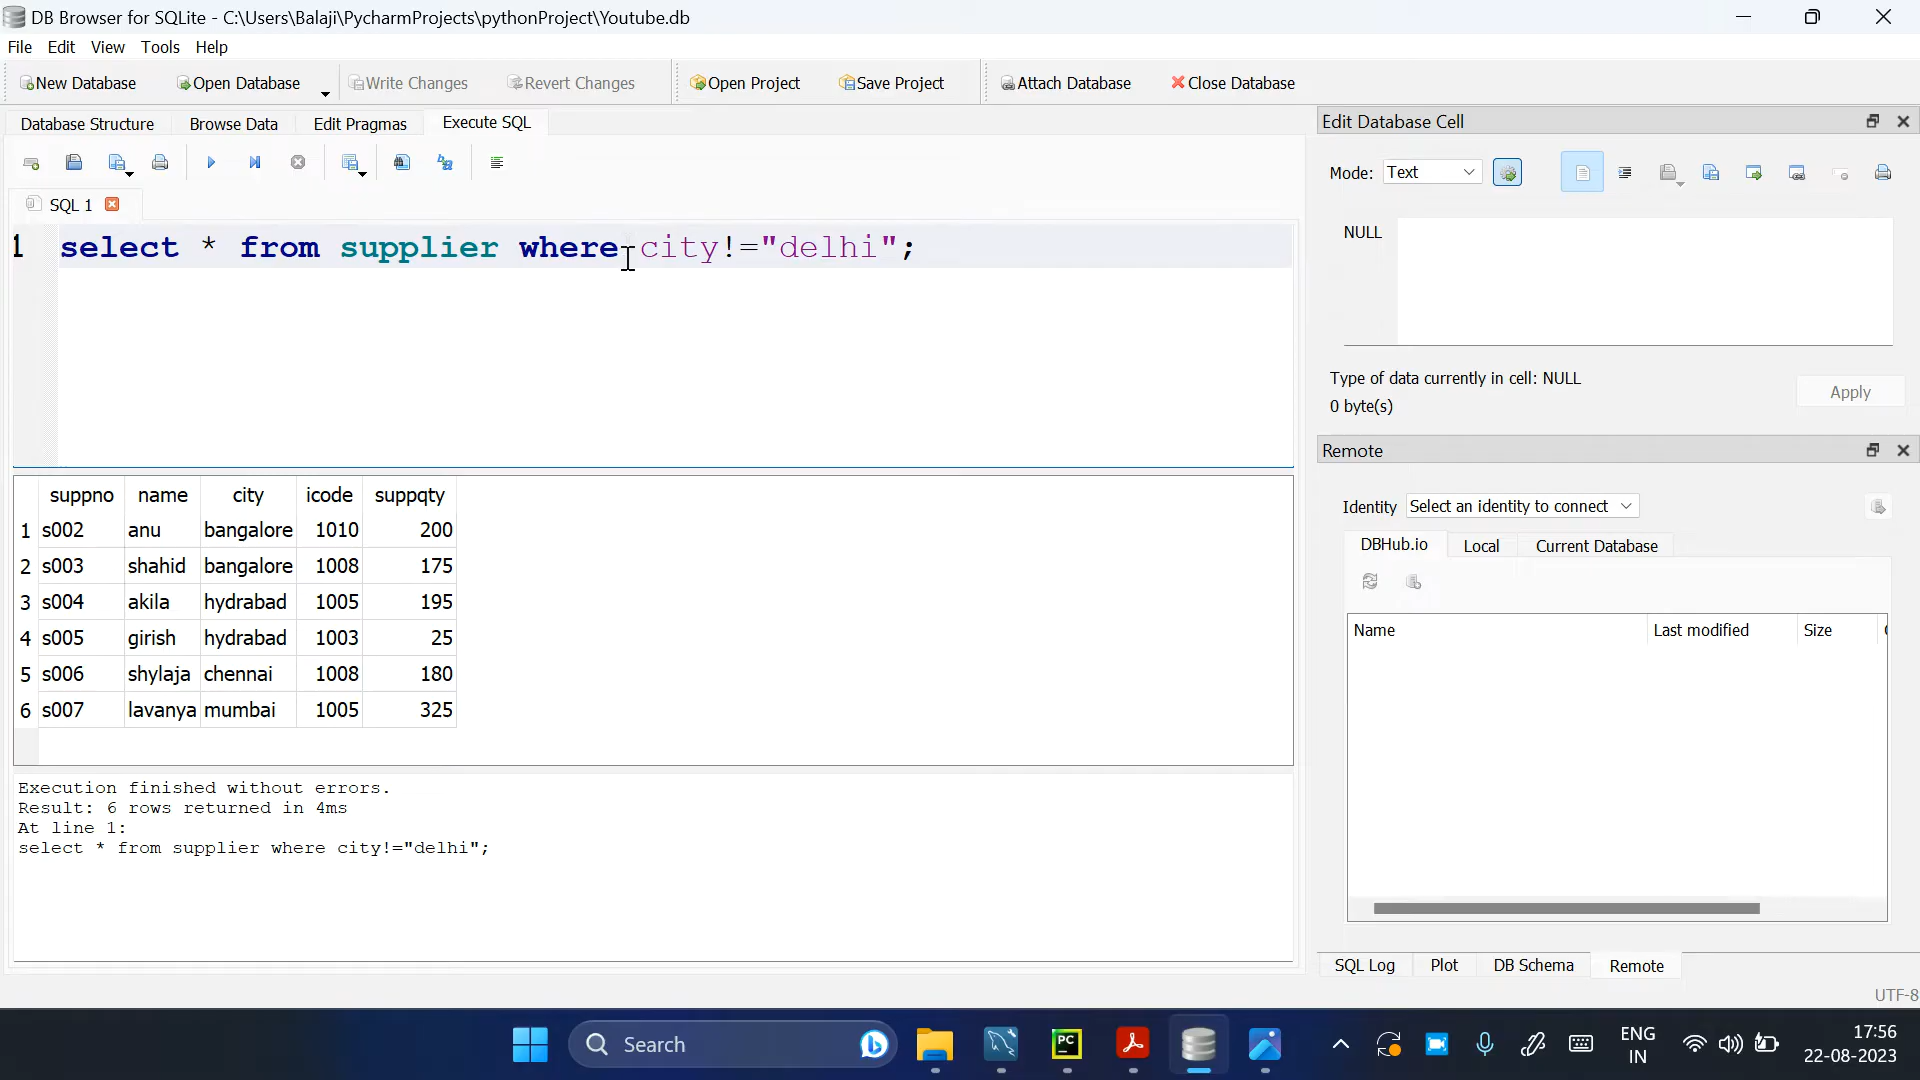 DB Browser for SQLite - C:\Users\Balaji\PycharmProjects\pythonProject\Youtube.db
File Edit View Tools Help
New Database Open Database Write Changes Revert Changes Open Project Save Project Attach Database Close Database
Database Structure Browse Data Edit Pragmas Execute SQL
SQL 1
1 select * from supplier where city!="delhi";
suppno name city icode suppqty
1 s002 anu bangalore 1010 200
2 s003 shahid bangalore 1008 175
3 s004 akila hydrabad 1005 195
4 s005 girish hydrabad 1003 25
5 s006 shylaja chennai 1008 180
6 s007 lavanya mumbai 1005 325
Execution finished without errors.
Result: 6 rows returned in 4ms
At line 1:
select * from supplier where city!="delhi";
Edit Database Cell
Mode: Text
NULL
Type of data currently in cell: NULL
0 byte(s)
Apply
Remote
Identity Select an identity to connect
DBHub.io Local Current Database
Name Last modified Size
SQL Log Plot DB Schema Remote
UTF-8
Search
PC
ENG
IN
17:56
22-08-2023